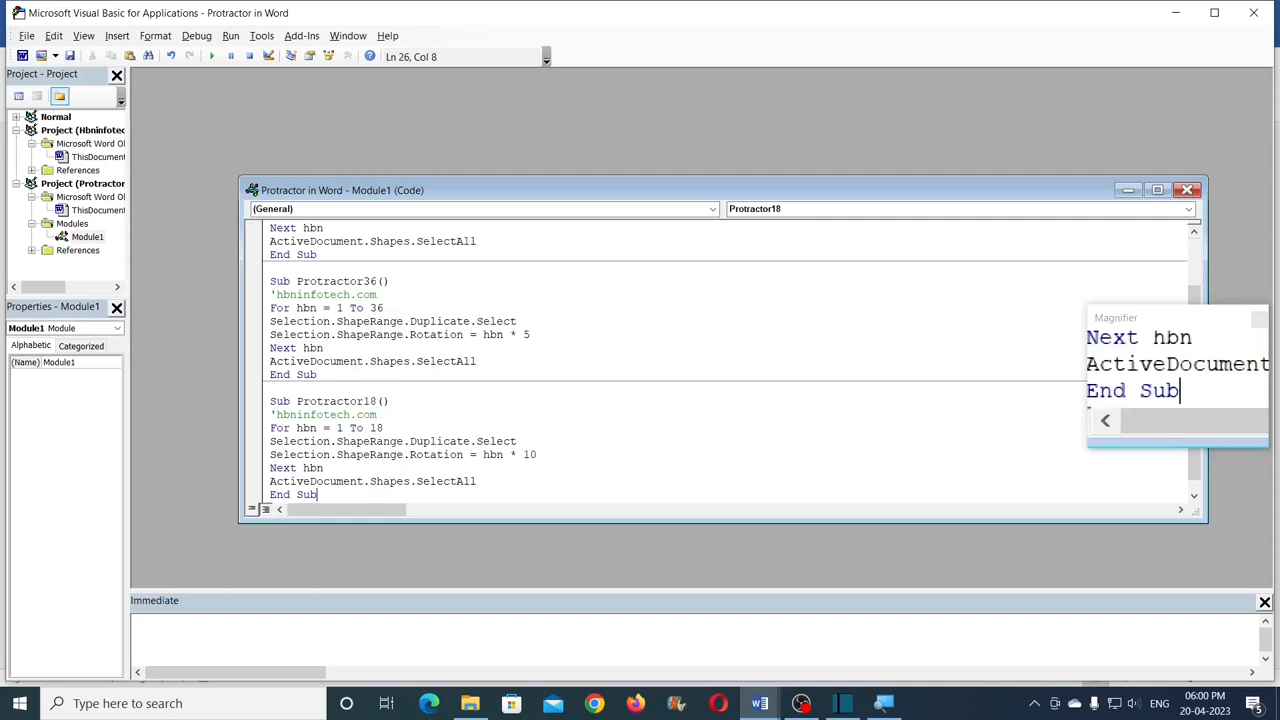 Microsoft Visual Basic for Applications - Protractor in Word
File Edit View Insert Format Debug Run Tools Add-Ins Window Help
Ln 26, Col 8
Project - Project
Normal
Project (Hbninfotec
Microsoft Word Ol
ThisDocument
References
Project (Protractor
Microsoft Word Ol
ThisDocument
Modules
Module1
References
Properties - Module1
Module1 Module
Alphabetic Categorized
(Name) Module1
Protractor in Word - Module1 (Code)
(General) Protractor18
Next hbn
ActiveDocument.Shapes.SelectAll
End Sub
Sub Protractor36()
'hbninfotech.com
For hbn = 1 To 36
Selection.ShapeRange.Duplicate.Select
Selection.ShapeRange.Rotation = hbn * 5
Next hbn
ActiveDocument.Shapes.SelectAll
End Sub
Sub Protractor18()
'hbninfotech.com
For hbn = 1 To 18
Selection.ShapeRange.Duplicate.Select
Selection.ShapeRange.Rotation = hbn * 10
Next hbn
ActiveDocument.Shapes.SelectAll
End Sub
Magnifier
Next hbn
ActiveDocument
End Sub
Immediate
Type here to search
ENG
06:00 PM
20-04-2023
5